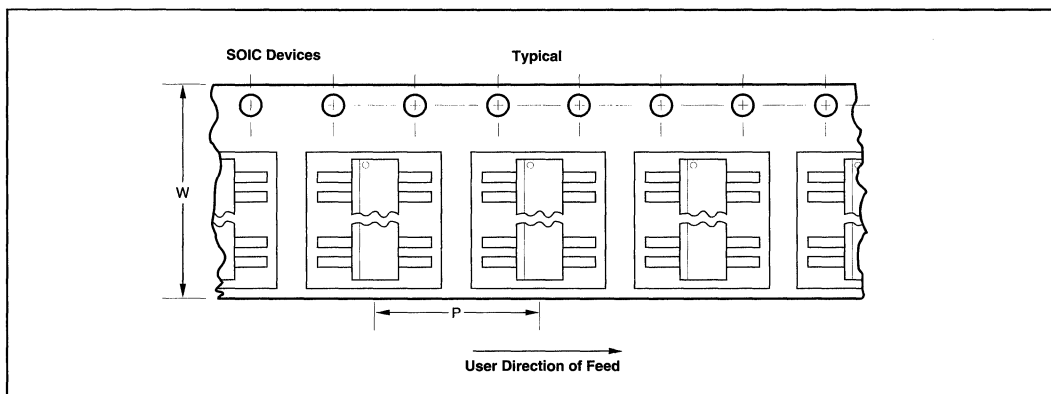 SOIC Devices
Typical
W
P
User Direction of Feed